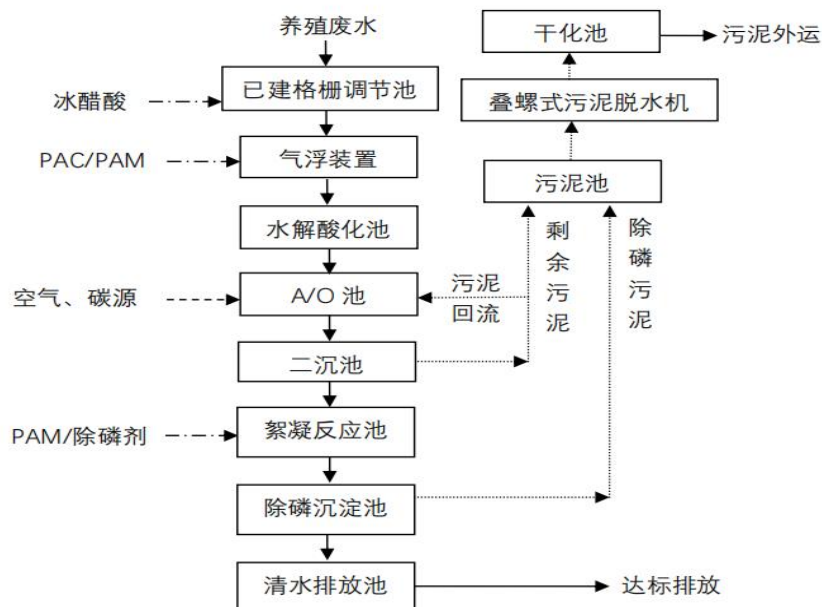 养殖废水
干化池
污泥外运
冰醋酸
已建格栅调节池
叠螺式污泥脱水机
PAC/PAM
气浮装置
污泥池
水解酸化池
剩余污泥
除磷污泥
空气、碳源
A/O 池
污泥
回流
二沉池
PAM/除磷剂
絮凝反应池
除磷沉淀池
清水排放池
达标排放